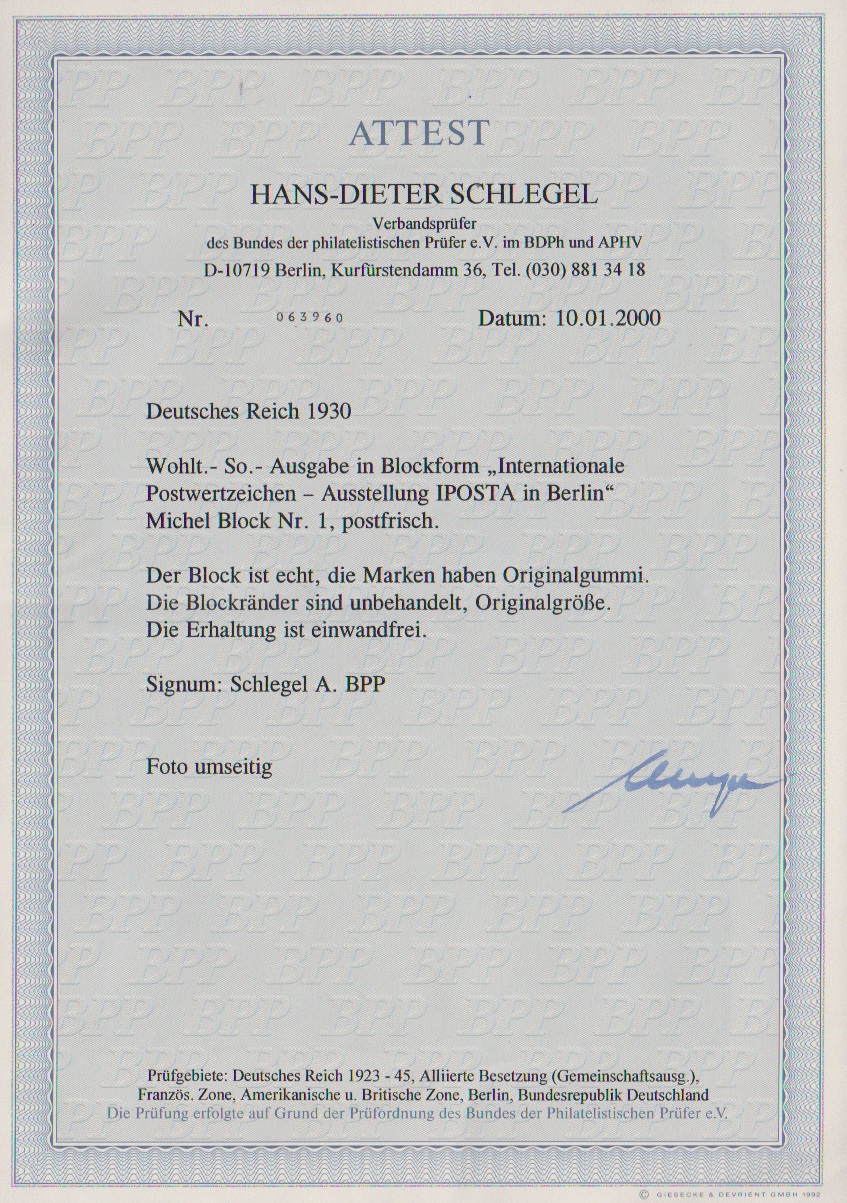 ATTEST
HANS-DIETER SCHLEGEL
Verbandsprüfer
des Bundes der philatelistischen Prüfer e.V. im BDPh und APHV
D-10719 Berlin, Kurfürstendamm 36, Tel. (030) 881 34 18
Nr. 063960 Datum: 10.01.2000
Deutsches Reich 1930
Wohlt.- So.- Ausgabe in Blockform „Internationale
Postwertzeichen – Ausstellung IPOSTA in Berlin“
Michel Block Nr. 1, postfrisch.
Der Block ist echt, die Marken haben Originalgummi.
Die Blockränder sind unbehandelt, Originalgröße.
Die Erhaltung ist einwandfrei.
Signum: Schlegel A. BPP
Foto umseitig
Prüfgebiete: Deutsches Reich 1923 - 45, Alliierte Besetzung (Gemeinschaftsausg.),
Französ. Zone, Amerikanische u. Britische Zone, Berlin, Bundesrepublik Deutschland
Die Prüfung erfolgte auf Grund der Prüfordnung des Bundes der Philatelistischen Prüfer e.V.
© GIESECKE & DEVRIENT GMBH 1992